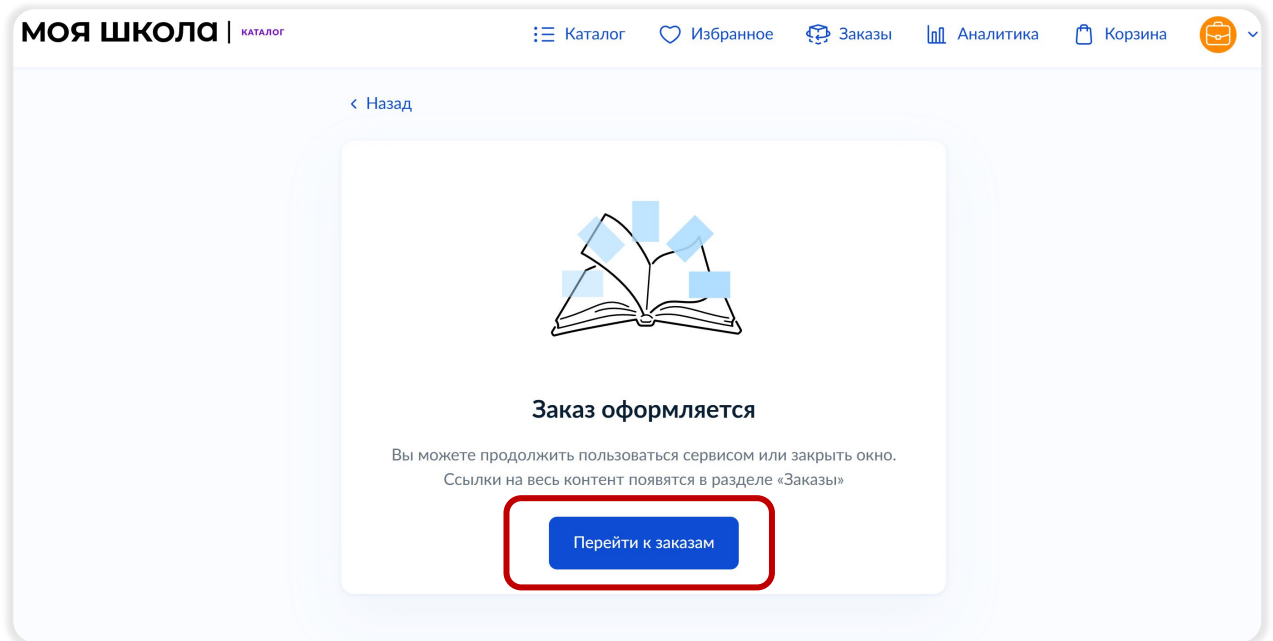 МОЯ ШКОЛА | КАТАЛОГ
Каталог
Избранное
Заказы
Аналитика
Корзина
Назад
Заказ оформляется
Вы можете продолжить пользоваться сервисом или закрыть окно.
Ссылки на весь контент появятся в разделе «Заказы»
Перейти к заказам